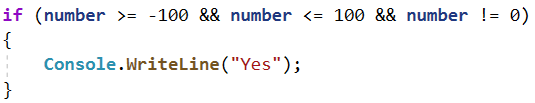 if (number >= -100 && number <= 100 && number != 0)
{
    Console.WriteLine("Yes");
}